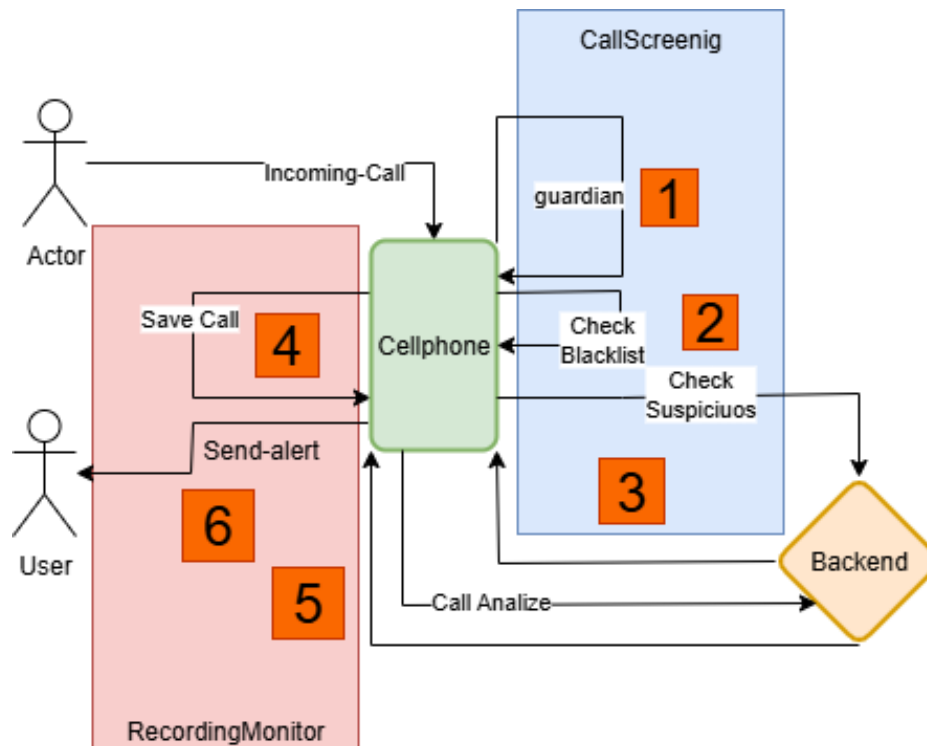 CallScreenig
Incoming-Call
guardian
1
Actor
Save Call
4
Cellphone
Check
Blacklist
2
Check
Suspiciuos
Send-alert
3
6
User
5
Call Analize
Backend
RecordingMonitor